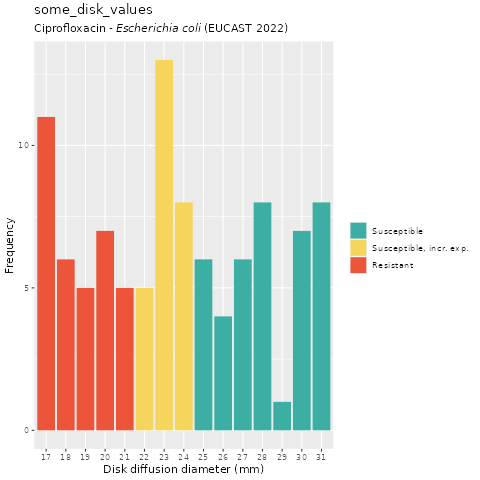 some_disk_values
Ciprofloxacin - Escherichia coli (EUCAST 2022)
Frequency
10
5
0
17 18 19 20 21 22 23 24 25 26 27 28 29 30 31
Disk diffusion diameter (mm)
Susceptible
Susceptible, incr. exp.
Resistant